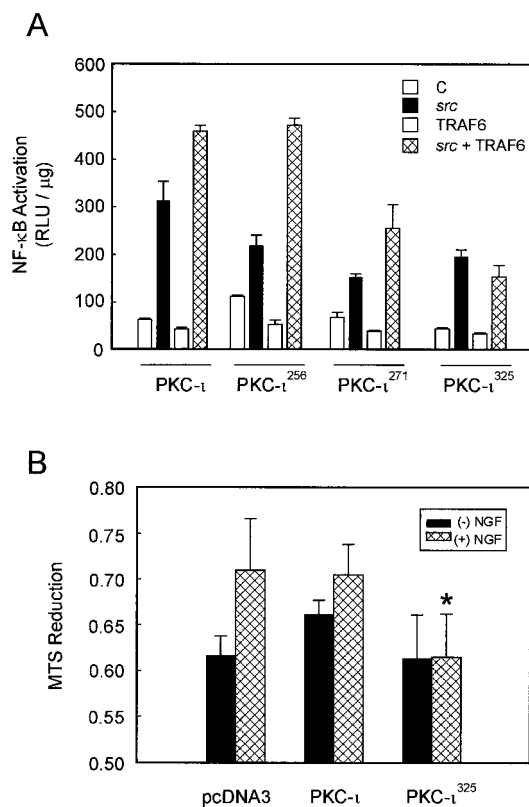 A
600
500
400
300
200
100
0
NF-κB Activation
(RLU / µg)
C
src
TRAF6
src + TRAF6
PKC-ι
PKC-ι²⁵⁶
PKC-ι²⁷¹
PKC-ι³²⁵
B
0.80
0.75
0.70
0.65
0.60
0.55
0.50
MTS Reduction
(-) NGF
(+) NGF
*
pcDNA3
PKC-ι
PKC-ι³²⁵